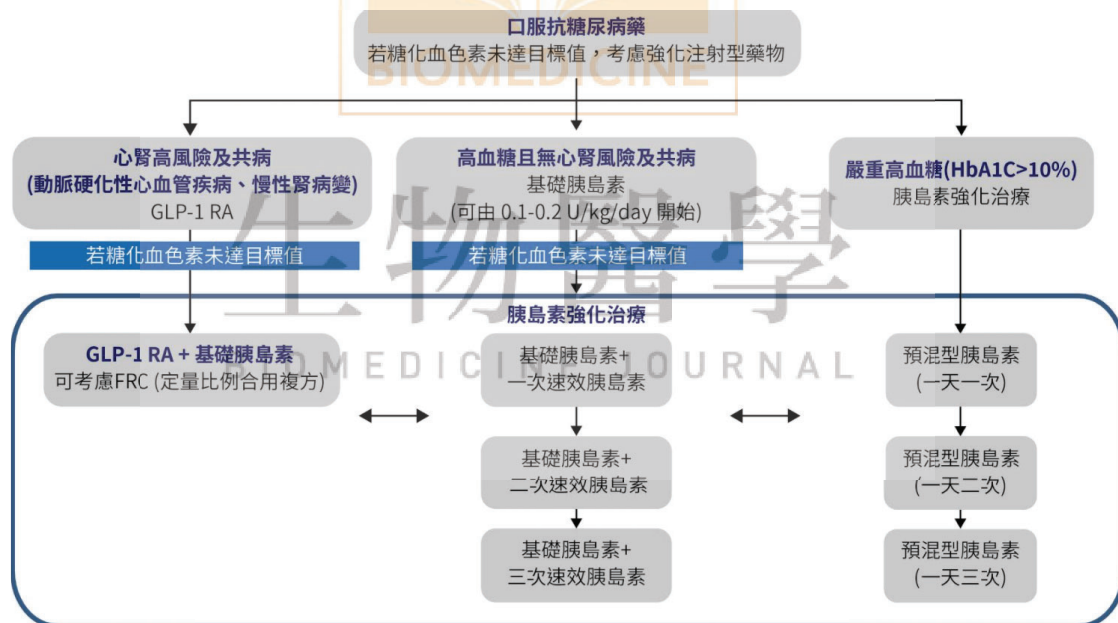 口服抗糖尿病藥
若糖化血色素未達目標值，考慮強化注射型藥物
BIOMEDICINE
心腎高風險及共病
(動脈硬化性心血管疾病、慢性腎病變)
GLP-1 RA
高血糖且無心腎風險及共病
基礎胰島素
(可由 0.1-0.2 U/kg/day 開始)
嚴重高血糖(HbA1C>10%)
胰島素強化治療
若糖化血色素未達目標值
若糖化血色素未達目標值
生物醫學
BIOMEDICINE JOURNAL
胰島素強化治療
GLP-1 RA + 基礎胰島素
可考慮FRC (定量比例合用複方)
基礎胰島素+
一次速效胰島素
預混型胰島素
(一天一次)
基礎胰島素+
二次速效胰島素
預混型胰島素
(一天二次)
基礎胰島素+
三次速效胰島素
預混型胰島素
(一天三次)